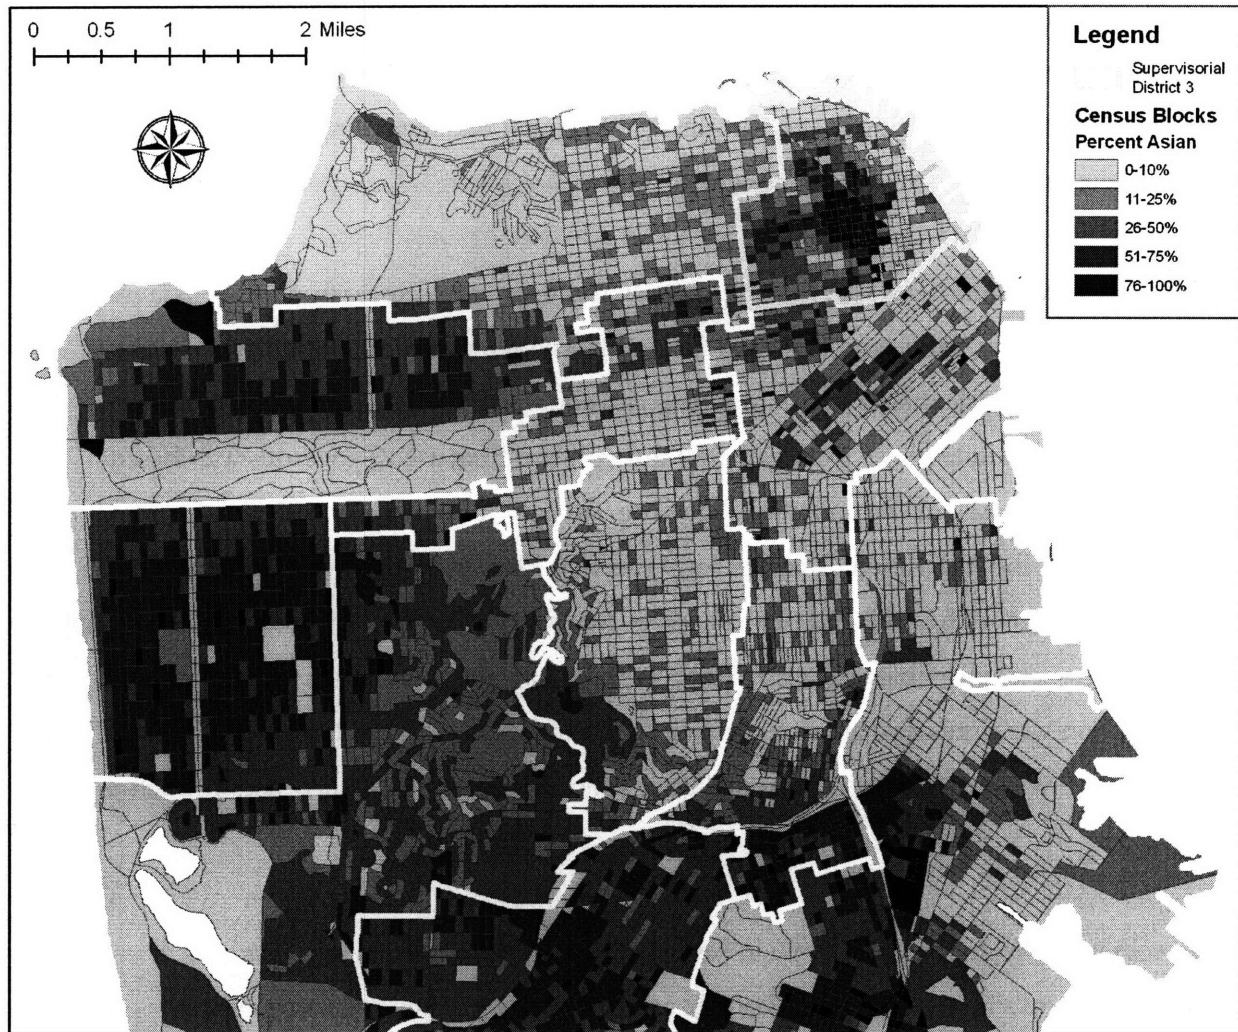 0 0.5 1 2 Miles
Legend
Supervisorial
District 3
Census Blocks
Percent Asian
0-10%
11-25%
26-50%
51-75%
76-100%